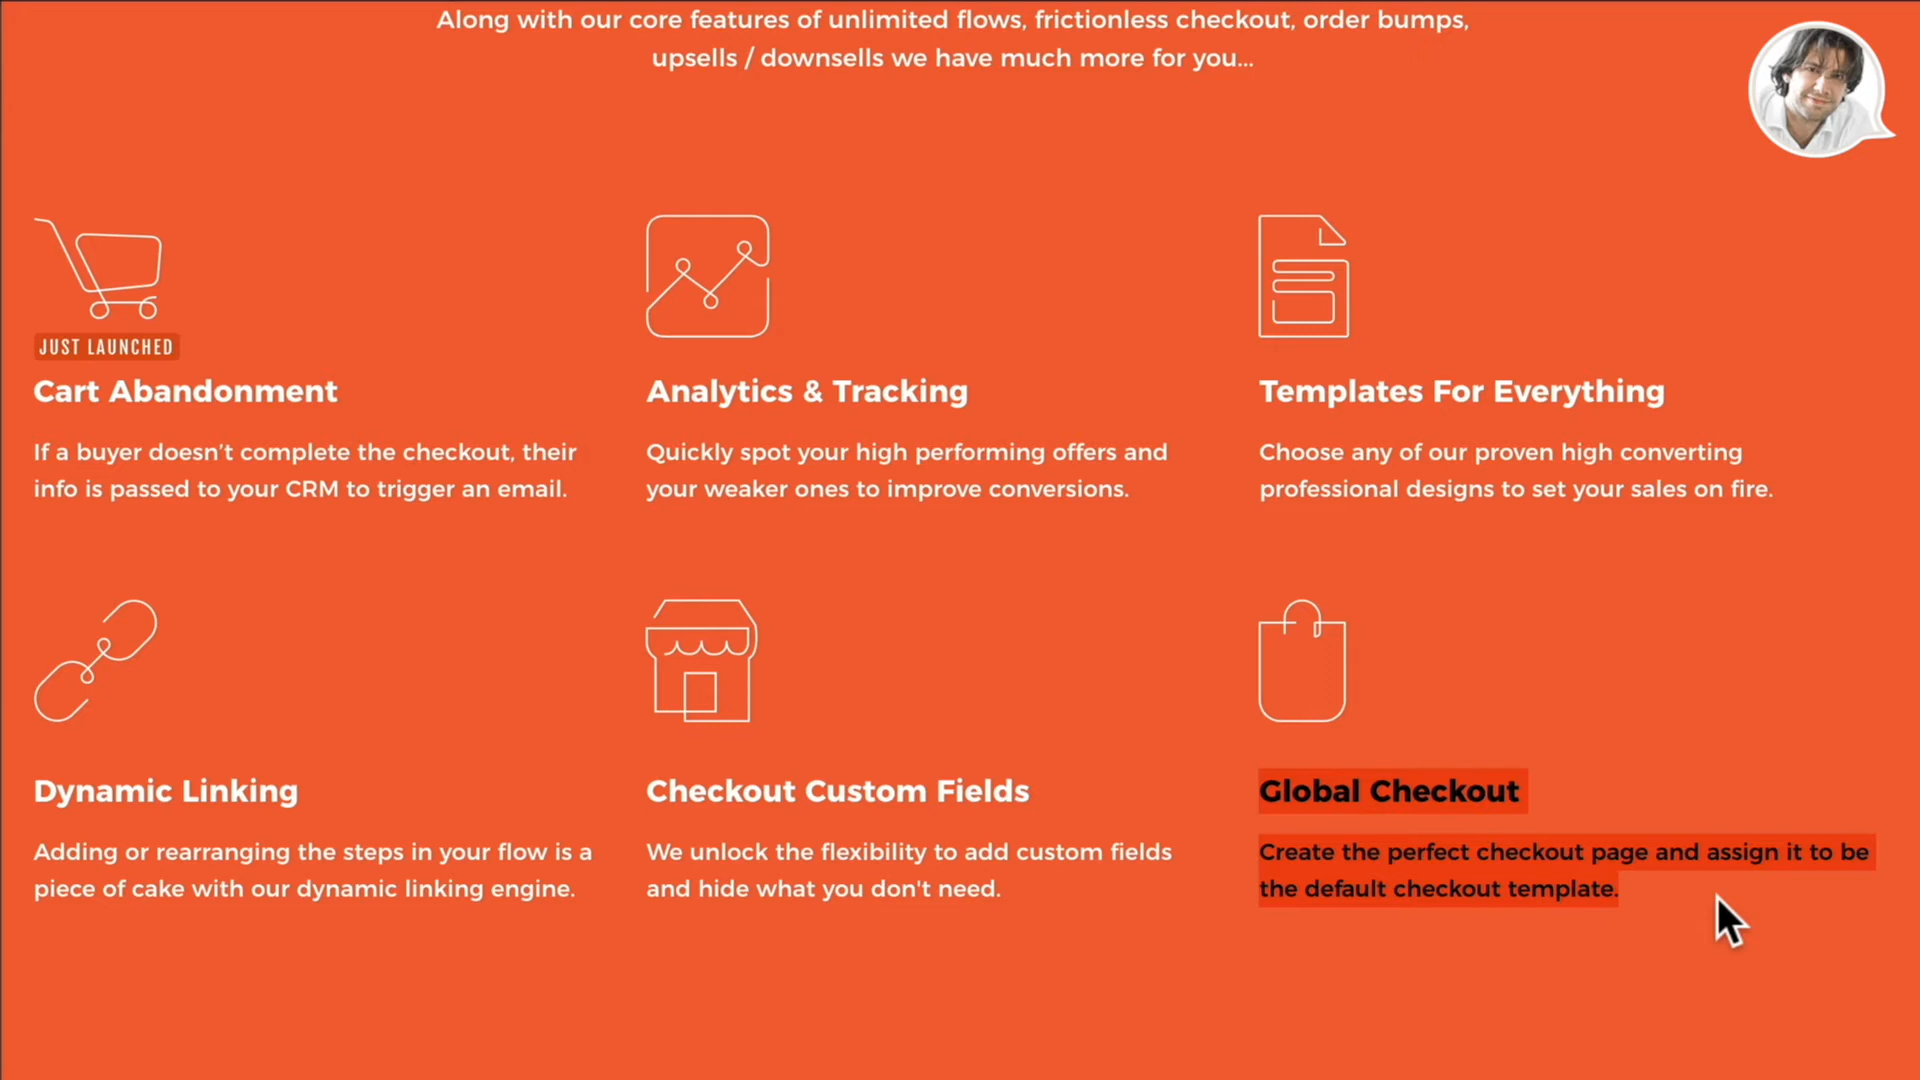 Along with our core features of unlimited flows, frictionless checkout, order bumps,
upsells / downsells we have much more for you...
JUST LAUNCHED
Cart Abandonment
If a buyer doesn’t complete the checkout, their
info is passed to your CRM to trigger an email.
Analytics & Tracking
Quickly spot your high performing offers and
your weaker ones to improve conversions.
Templates For Everything
Choose any of our proven high converting
professional designs to set your sales on fire.
Dynamic Linking
Adding or rearranging the steps in your flow is a
piece of cake with our dynamic linking engine.
Checkout Custom Fields
We unlock the flexibility to add custom fields
and hide what you don't need.
Global Checkout
Create the perfect checkout page and assign it to be
the default checkout template.